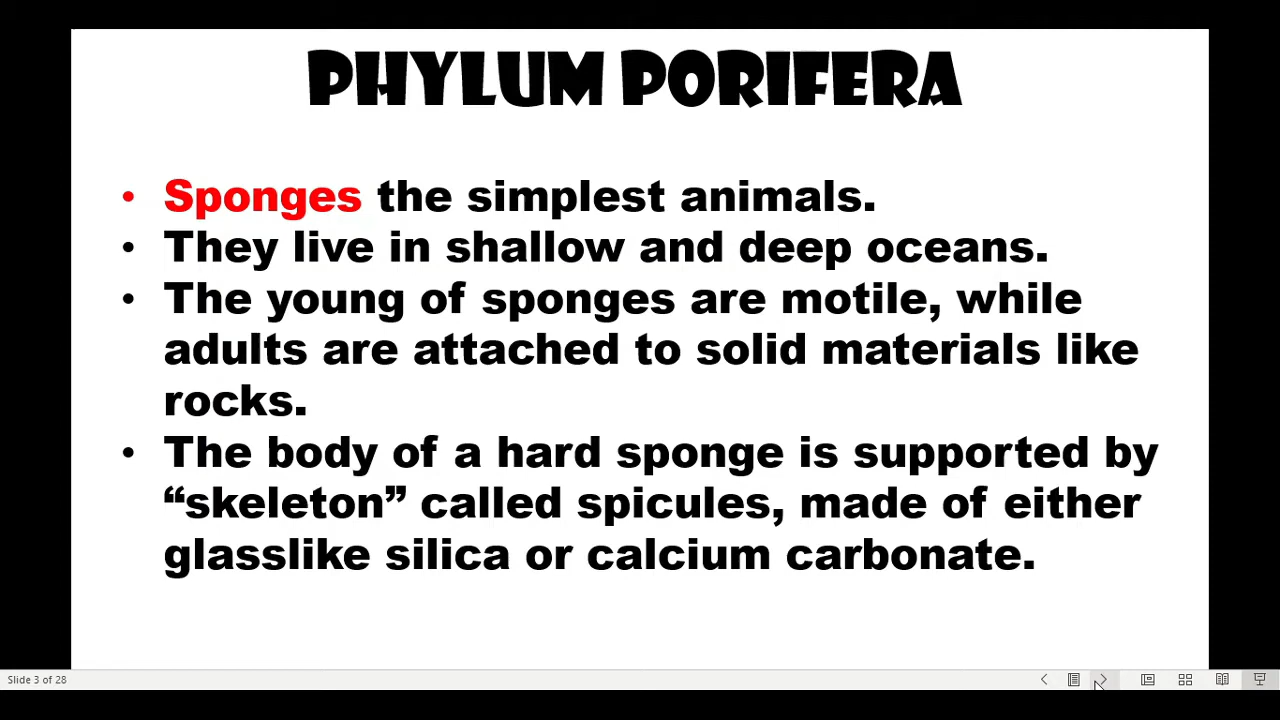 PHYLUM PORIFERA
• Sponges the simplest animals.
• They live in shallow and deep oceans.
• The young of sponges are motile, while
adults are attached to solid materials like
rocks.
• The body of a hard sponge is supported by
“skeleton” called spicules, made of either
glasslike silica or calcium carbonate.
Slide 3 of 28